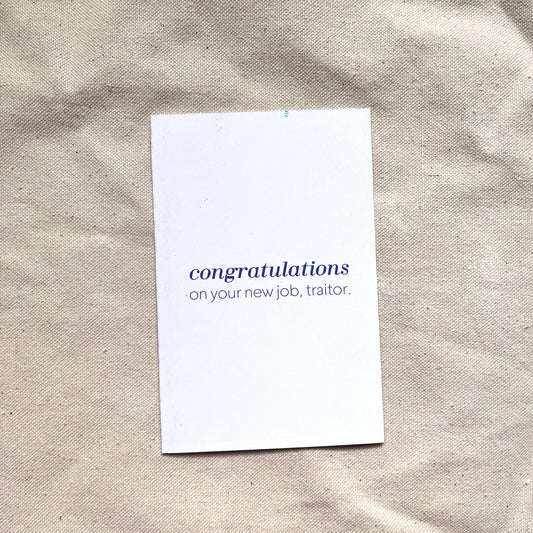 congratulations
on your new job, traitor.